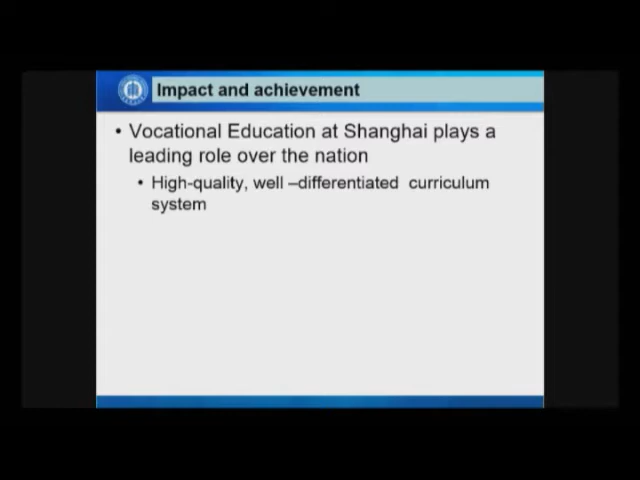 Impact and achievement
• Vocational Education at Shanghai plays a
leading role over the nation
• High-quality, well –differentiated  curriculum
system